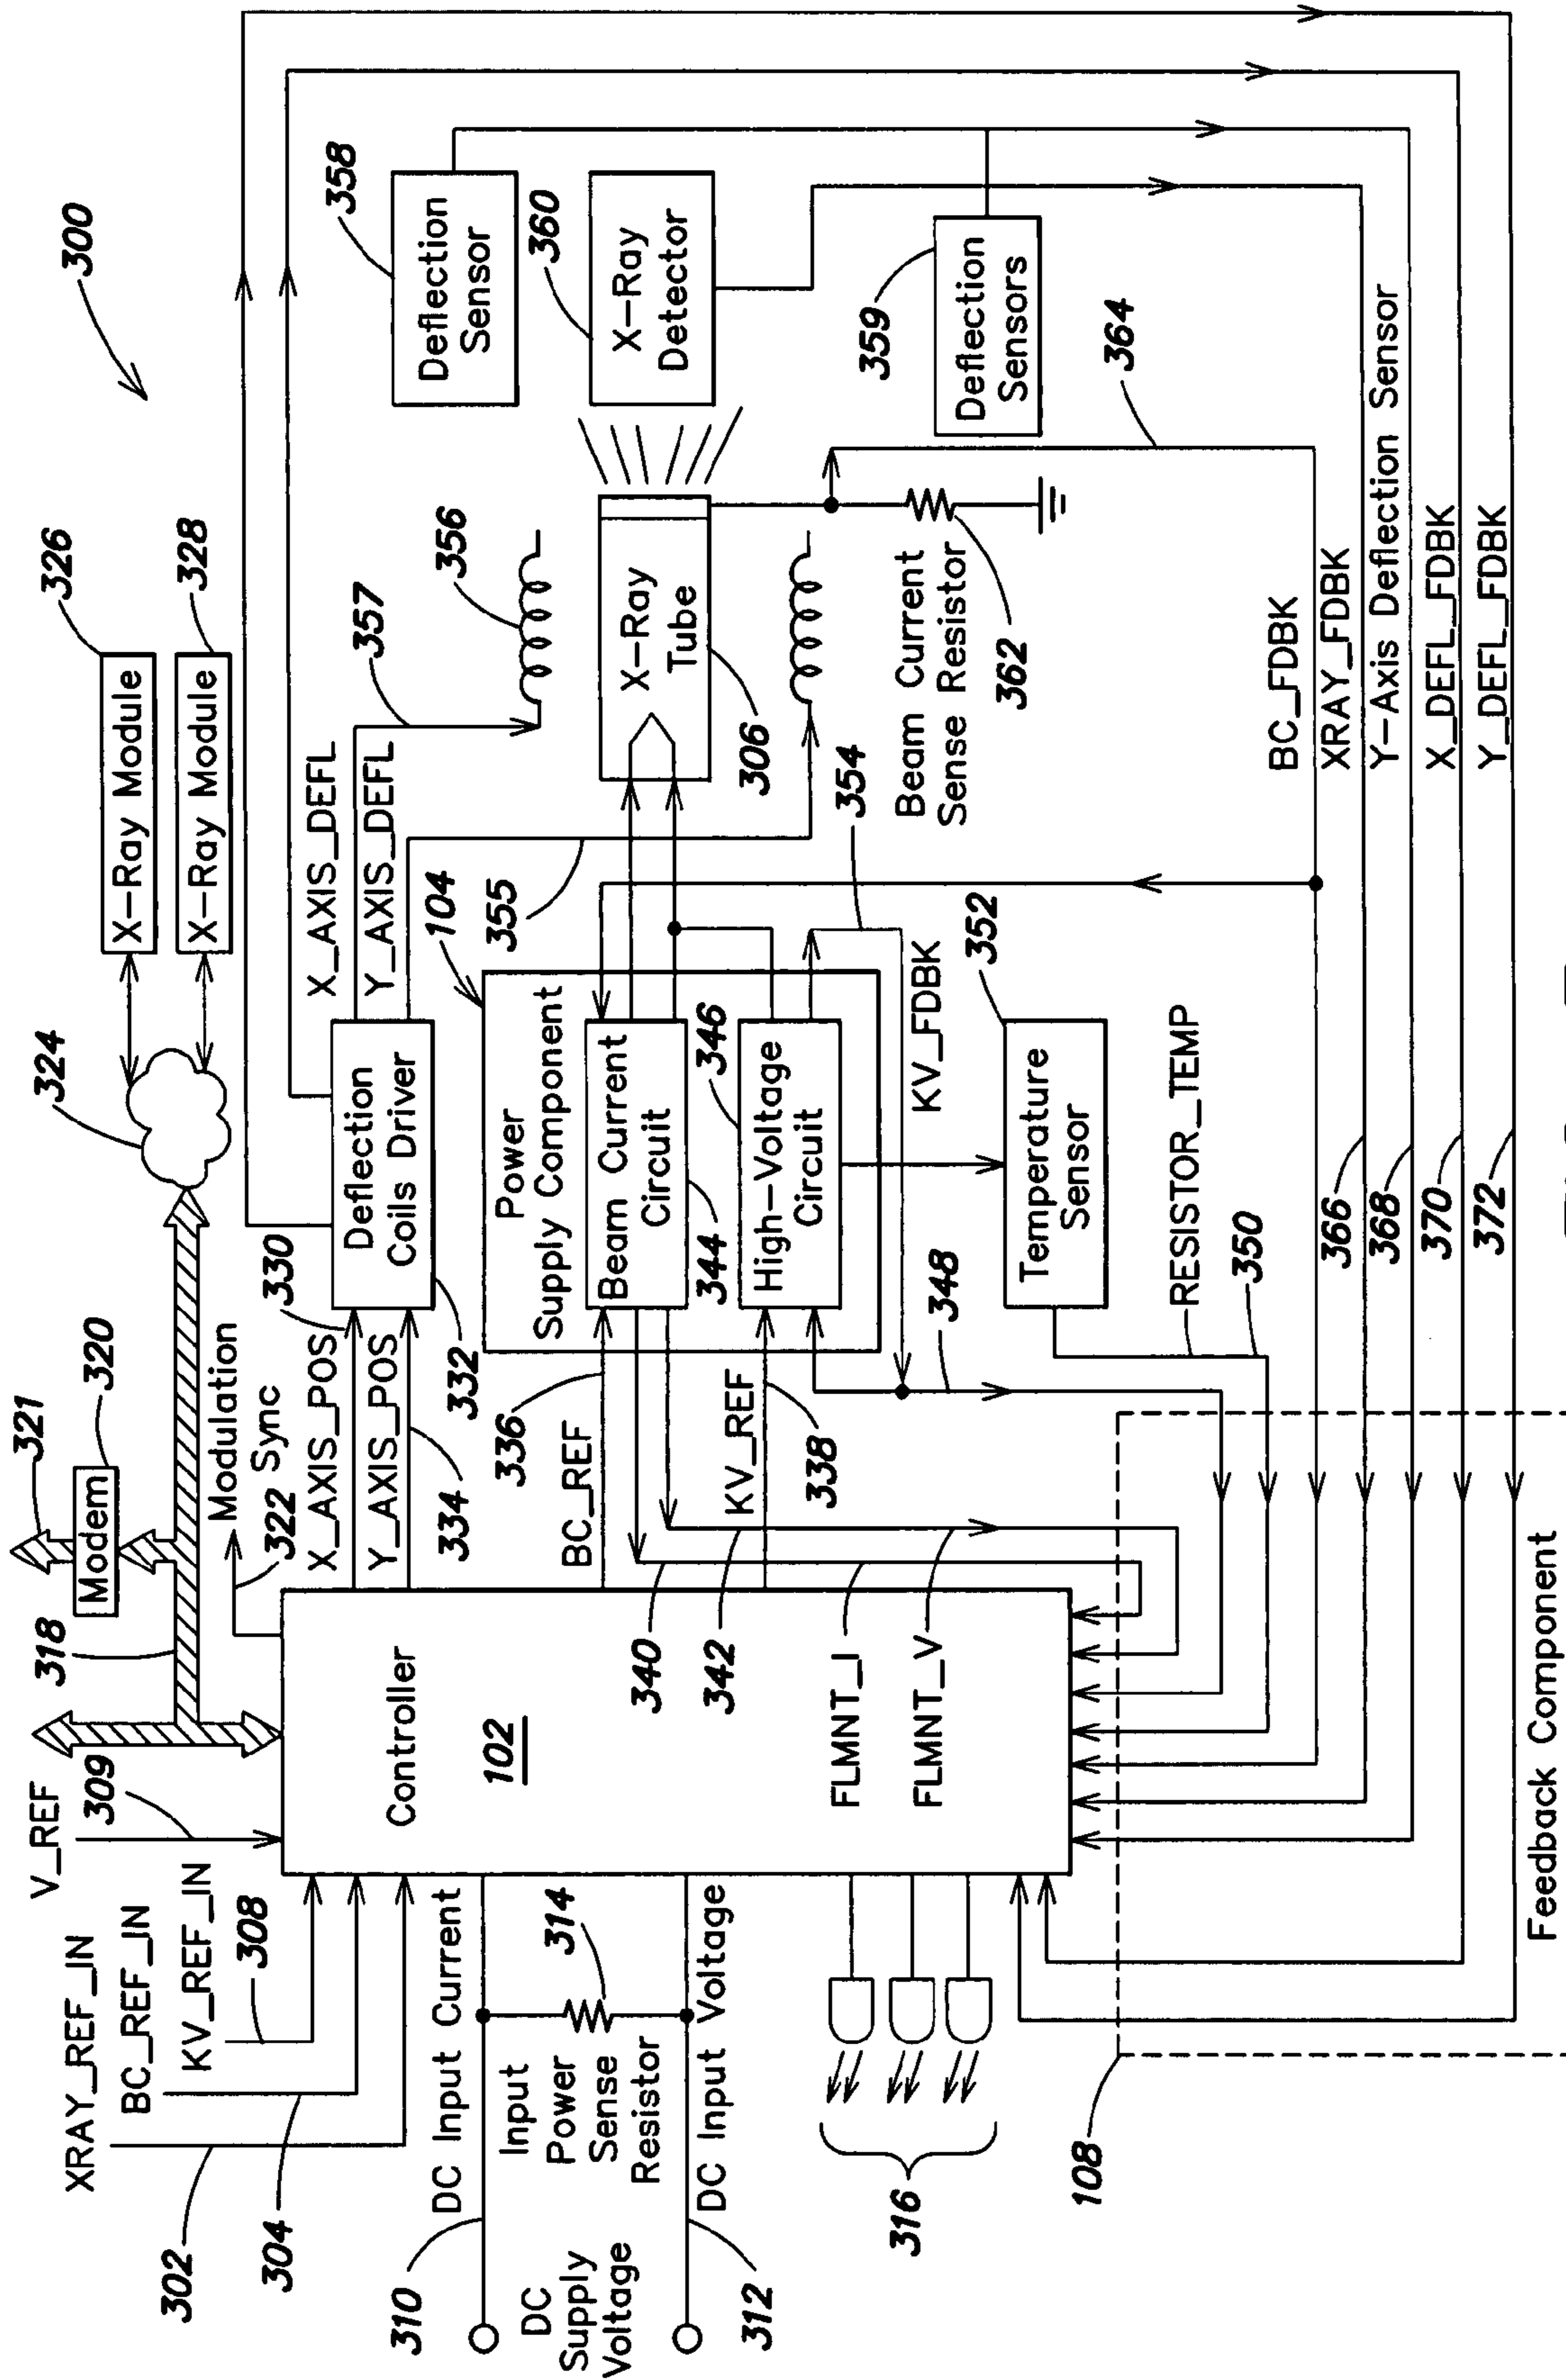 300
XRAY_REF_IN
BC_REF_IN
KV_REF_IN
V_REF
302
304
308
309
318
321
Modem
320
322
Modulation
Sync
324
326
X-Ray Module
X-Ray Module
328
310
DC Input Current
DC
Supply
Voltage
Input
Power
Sense
Resistor
314
DC Input Voltage
312
316
Controller
102
X_AXIS_POS
330
Y_AXIS_POS
334
332
Deflection
Coils Driver
X_AXIS_DEFL
357
Y_AXIS_DEFL
355
356
336
BC_REF
KV_REF
338
340
342
FLMNT_I
FLMNT_V
104
Power
Supply Component
Beam Current
Circuit
344
346
High-Voltage
Circuit
348
KV_FDBK
354
352
Temperature
Sensor
RESISTOR_TEMP
350
X-Ray
Tube
306
Beam Current
Sense Resistor
362
358
Deflection
Sensor
360
X-Ray
Detector
359
Deflection
Sensors
364
BC_FDBK
XRAY_FDBK
366
Y-Axis Deflection Sensor
368
X_DEFL_FDBK
370
Y_DEFL_FDBK
372
108
Feedback Component